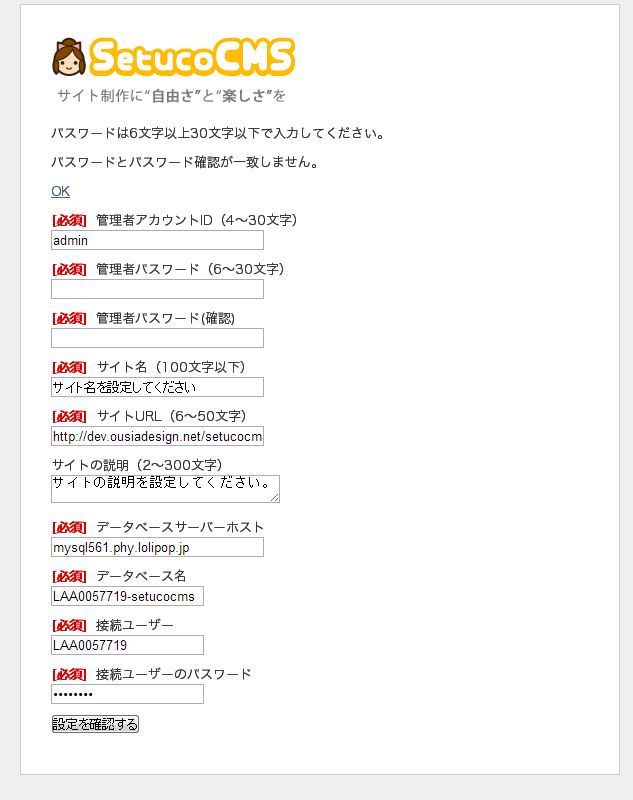 SetucoCMS
サイト制作に“自由さ”と“楽しさ”を
パスワードは6文字以上30文字以下で入力してください。
パスワードとパスワード確認が一致しません。
OK
[必須] 管理者アカウントID（4～30文字）
admin
[必須] 管理者パスワード（6～30文字）
[必須] 管理者パスワード(確認)
[必須] サイト名（100文字以下）
サイト名を設定してください
[必須] サイトURL（6～50文字）
http://dev.ousiadesign.net/setucocm
サイトの説明（2～300文字）
サイトの説明を設定してください。
[必須] データベースサーバーホスト
mysql561.phy.lolipop.jp
[必須] データベース名
LAA0057719-setucocms
[必須] 接続ユーザー
LAA0057719
[必須] 接続ユーザーのパスワード
••••••••
設定を確認する